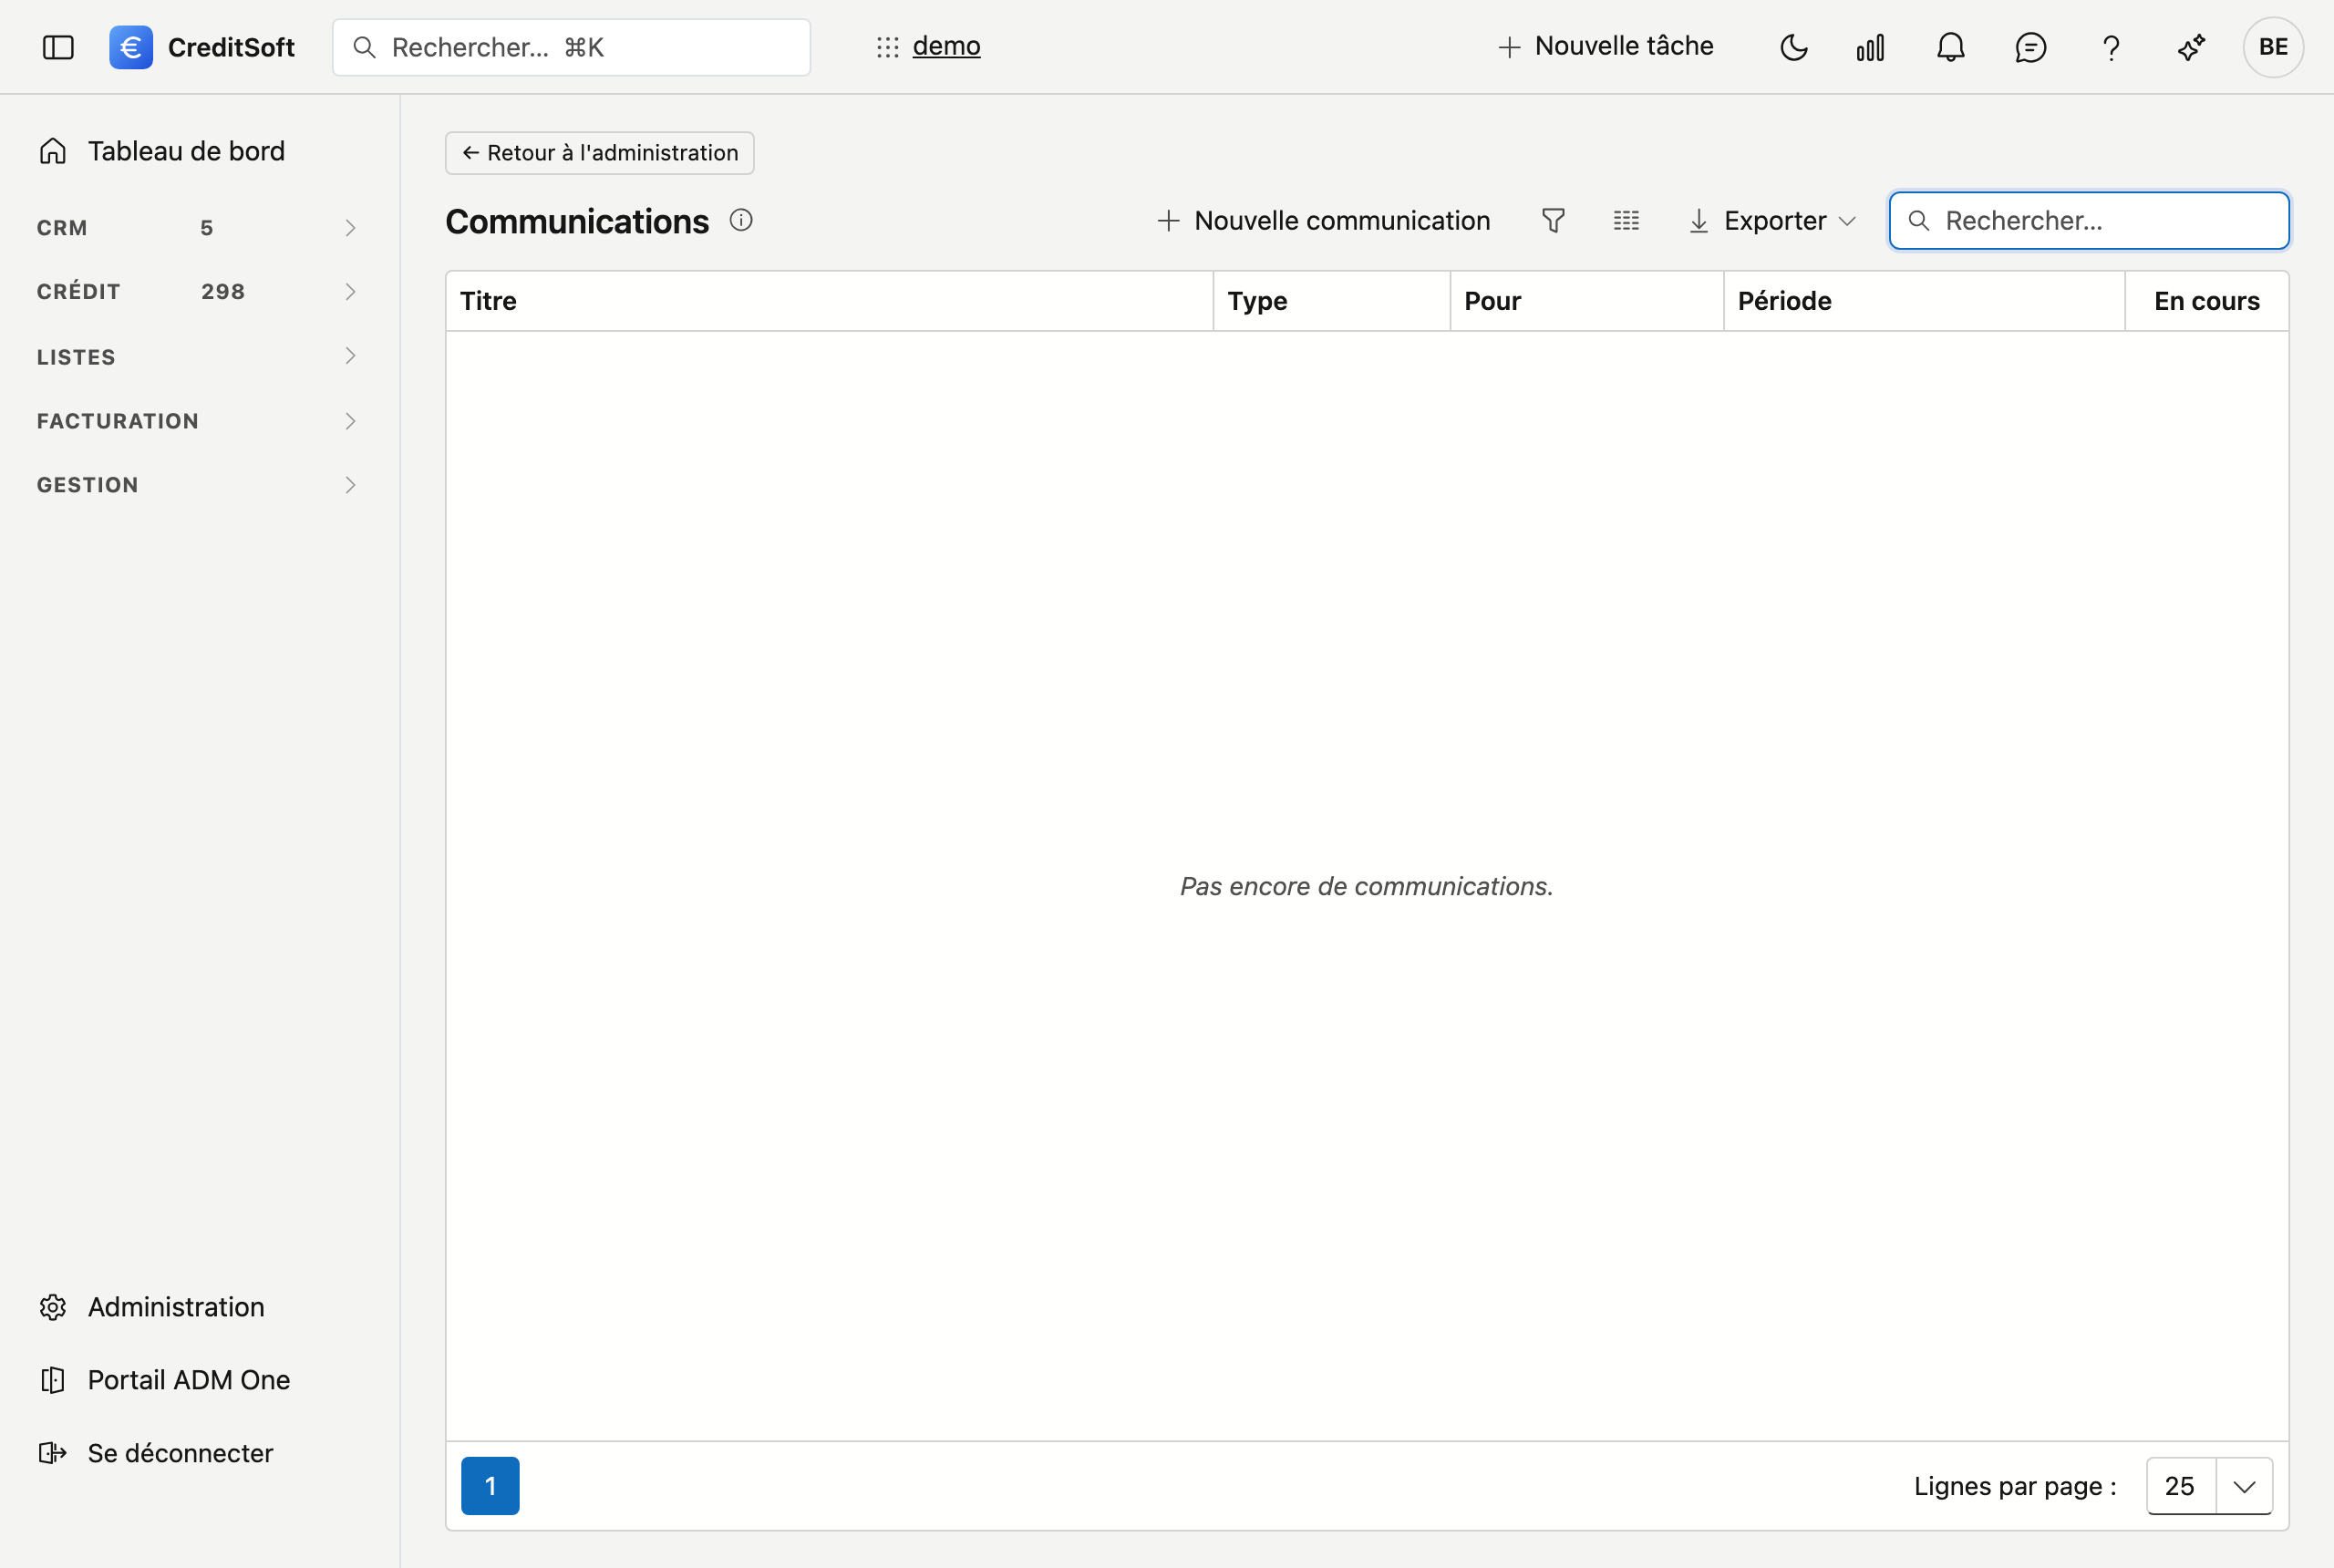 CreditSoft
Rechercher... ⌘K
demo
Nouvelle tâche
BE
Tableau de bord
CRM 5
CRÉDIT 298
LISTES
FACTURATION
GESTION
Administration
Portail ADM One
Se déconnecter
← Retour à l'administration
Communications
Nouvelle communication
Exporter
Rechercher...
Titre Type Pour Période En cours
Pas encore de communications.
1
Lignes par page : 25